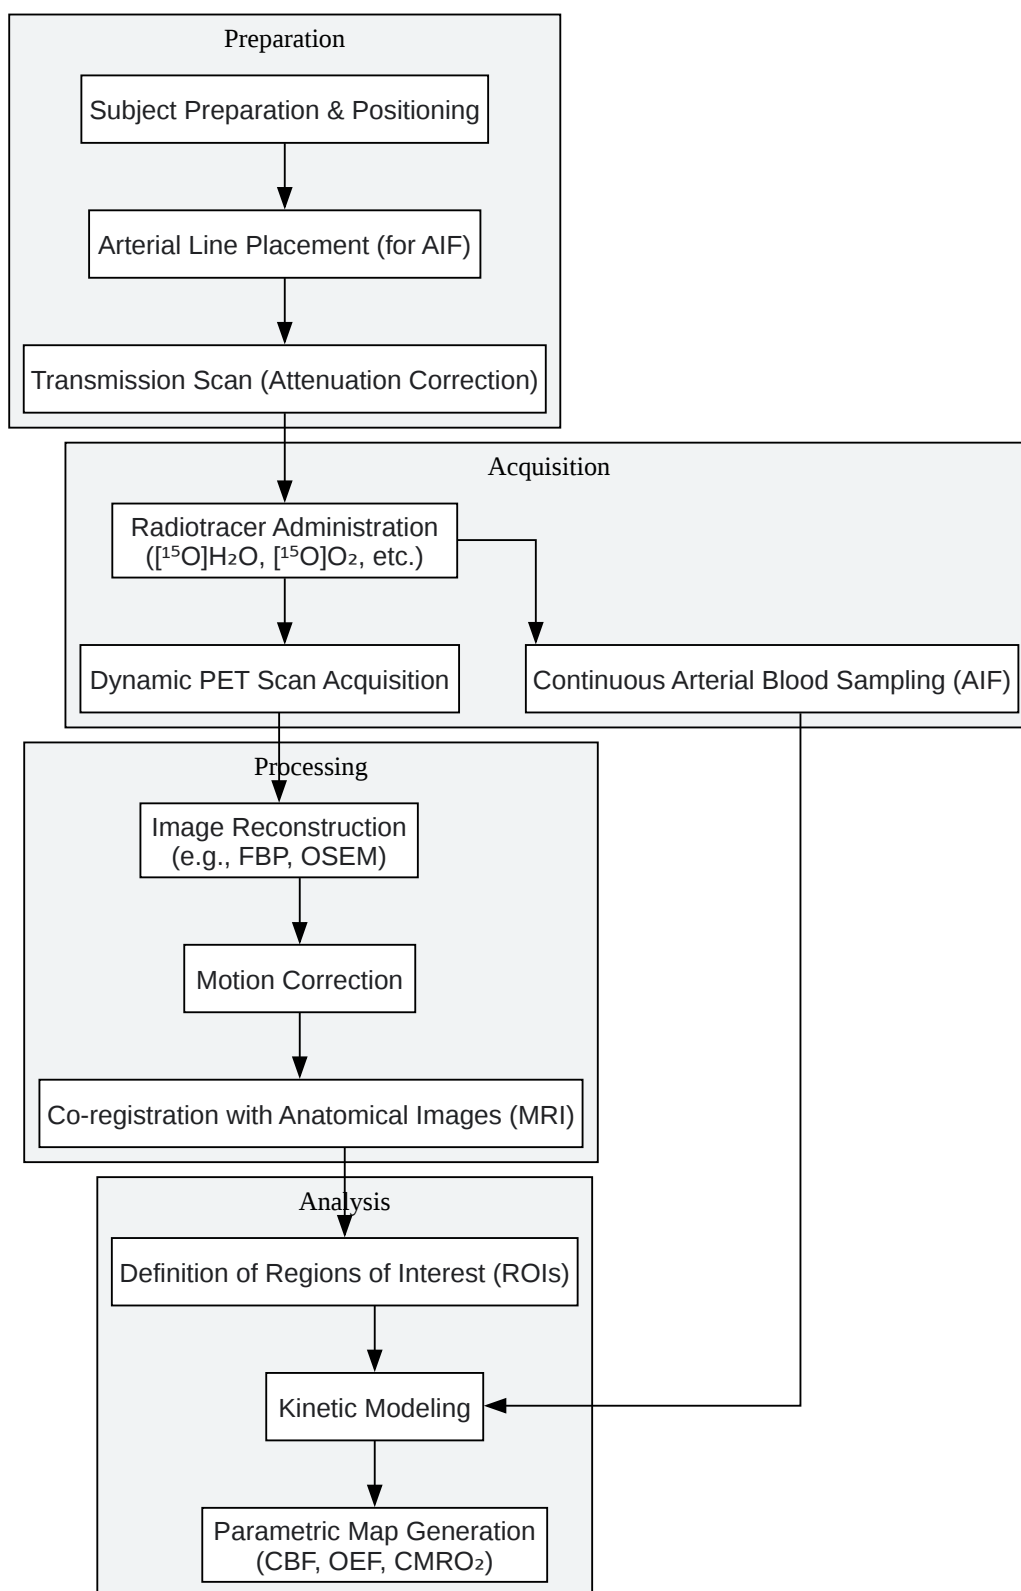 Preparation
Subject Preparation & Positioning
Arterial Line Placement (for AIF)
Transmission Scan (Attenuation Correction)
Acquisition
Radiotracer Administration
([¹⁵O]H₂O, [¹⁵O]O₂, etc.)
Dynamic PET Scan Acquisition
Continuous Arterial Blood Sampling (AIF)
Processing
Image Reconstruction
(e.g., FBP, OSEM)
Motion Correction
Co-registration with Anatomical Images (MRI)
Analysis
Definition of Regions of Interest (ROIs)
Kinetic Modeling
Parametric Map Generation
(CBF, OEF, CMRO₂)